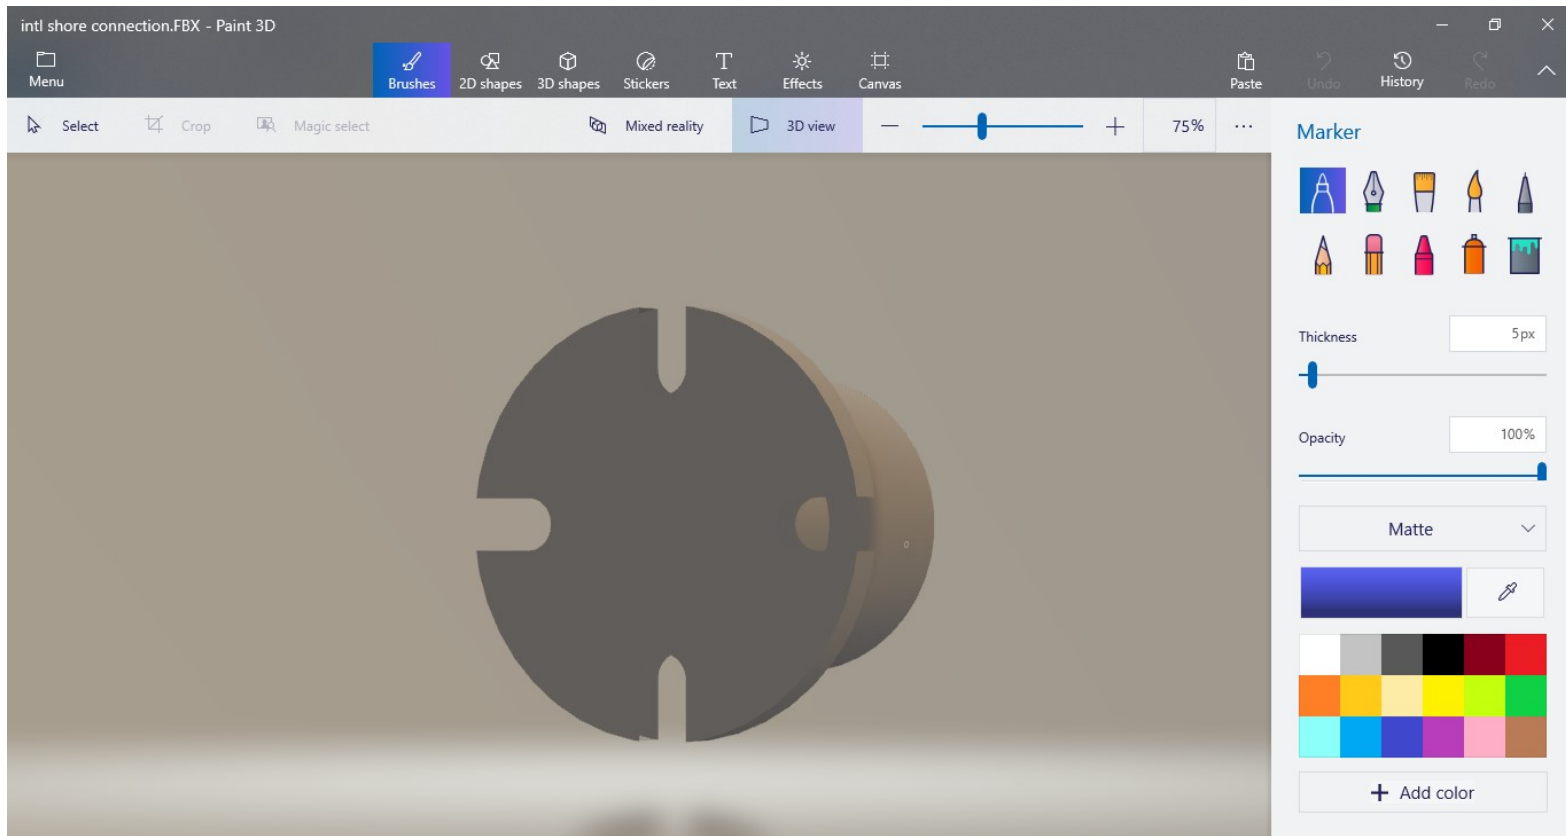 intl shore connection.FBX - Paint 3D
Menu
Brushes
2D shapes
3D shapes
Stickers
Text
Effects
Canvas
Paste
Undo
History
Redo
Select
Crop
Magic select
Mixed reality
3D view
75%
Marker
Thickness
5px
Opacity
100%
Matte
Add color